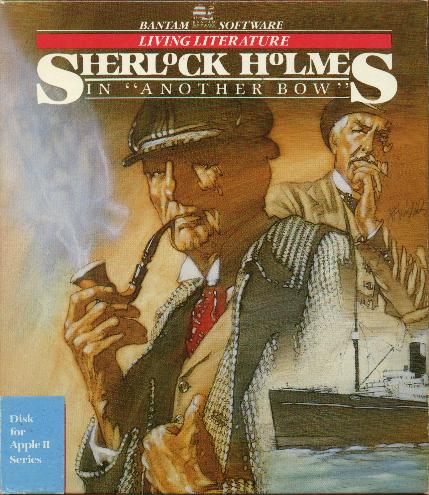 BANTAM SOFTWARE
LIVING LITERATURE
SHERLOCK HOLMES
IN "ANOTHER BOW"
Disk
for
Apple II
Series